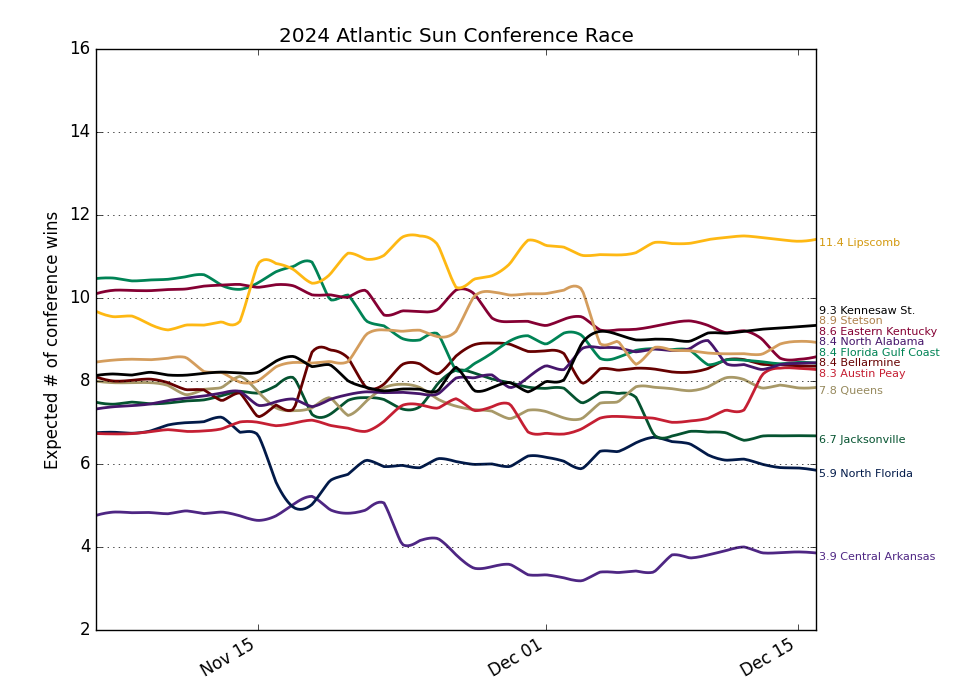 2024 Atlantic Sun Conference Race
Expected # of conference wins
16
14
12
10
8
6
4
2
Nov 15
Dec 01
Dec 15
11.4 Lipscomb
9.3 Kennesaw St.
8.9 Stetson
8.6 Eastern Kentucky
8.4 North Alabama
8.4 Florida Gulf Coast
8.4 Bellarmine
8.3 Austin Peay
7.8 Queens
6.7 Jacksonville
5.9 North Florida
3.9 Central Arkansas